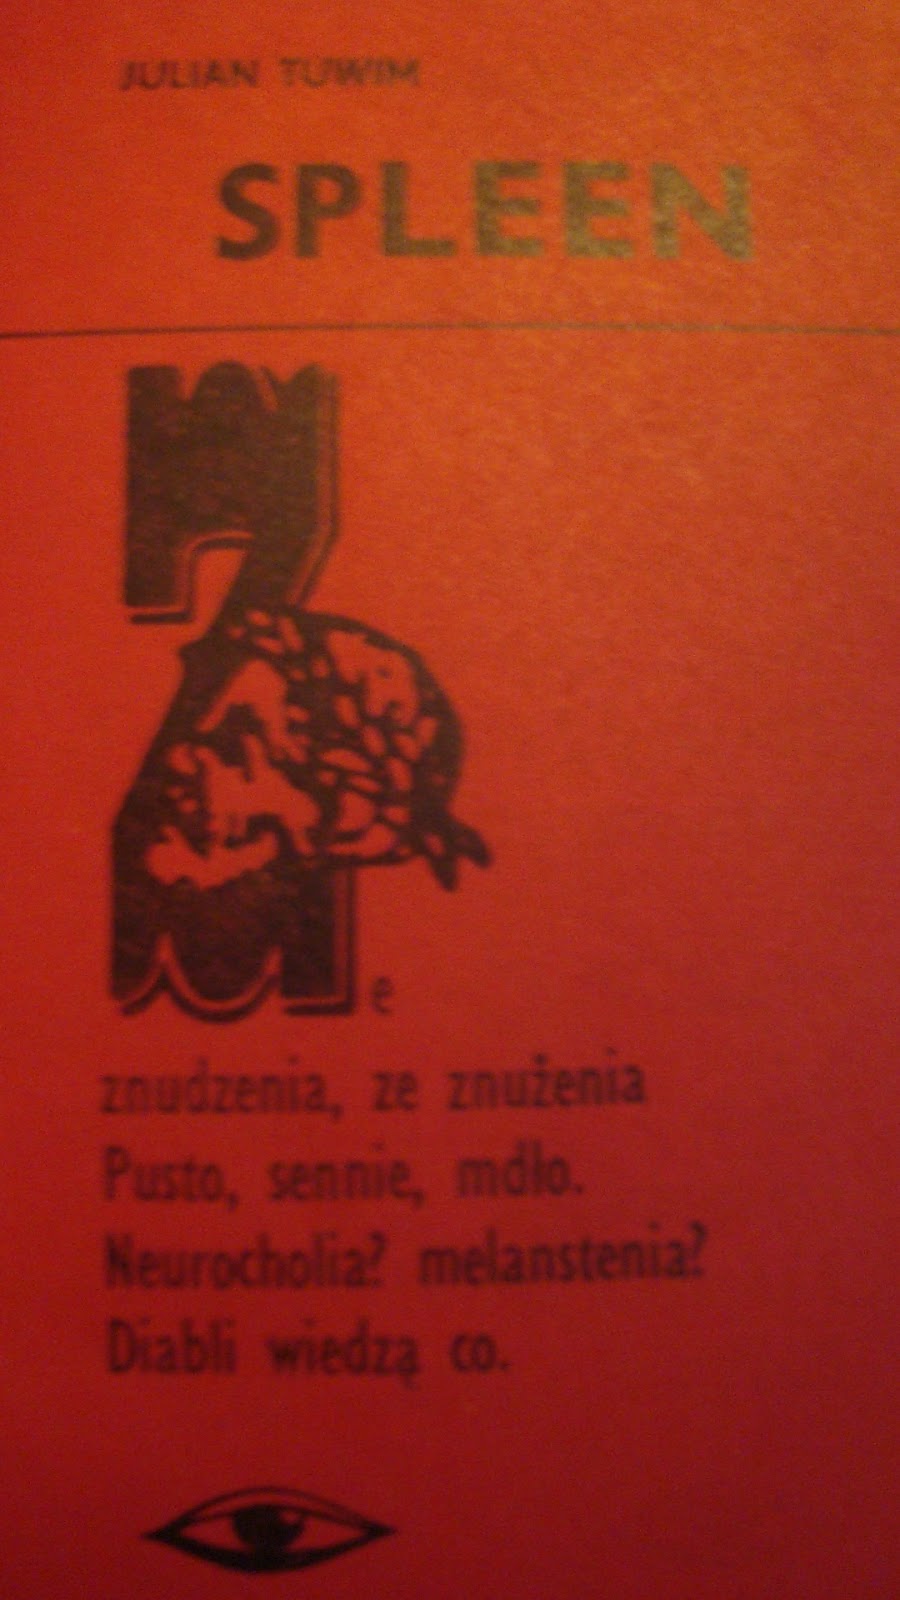 JULIAN TUWIM
SPLEEN
Ze
znudzenia, ze znużenia
Pusto, sennie, mdło.
Neurocholia? melanstenia?
Diabli wiedzą co.